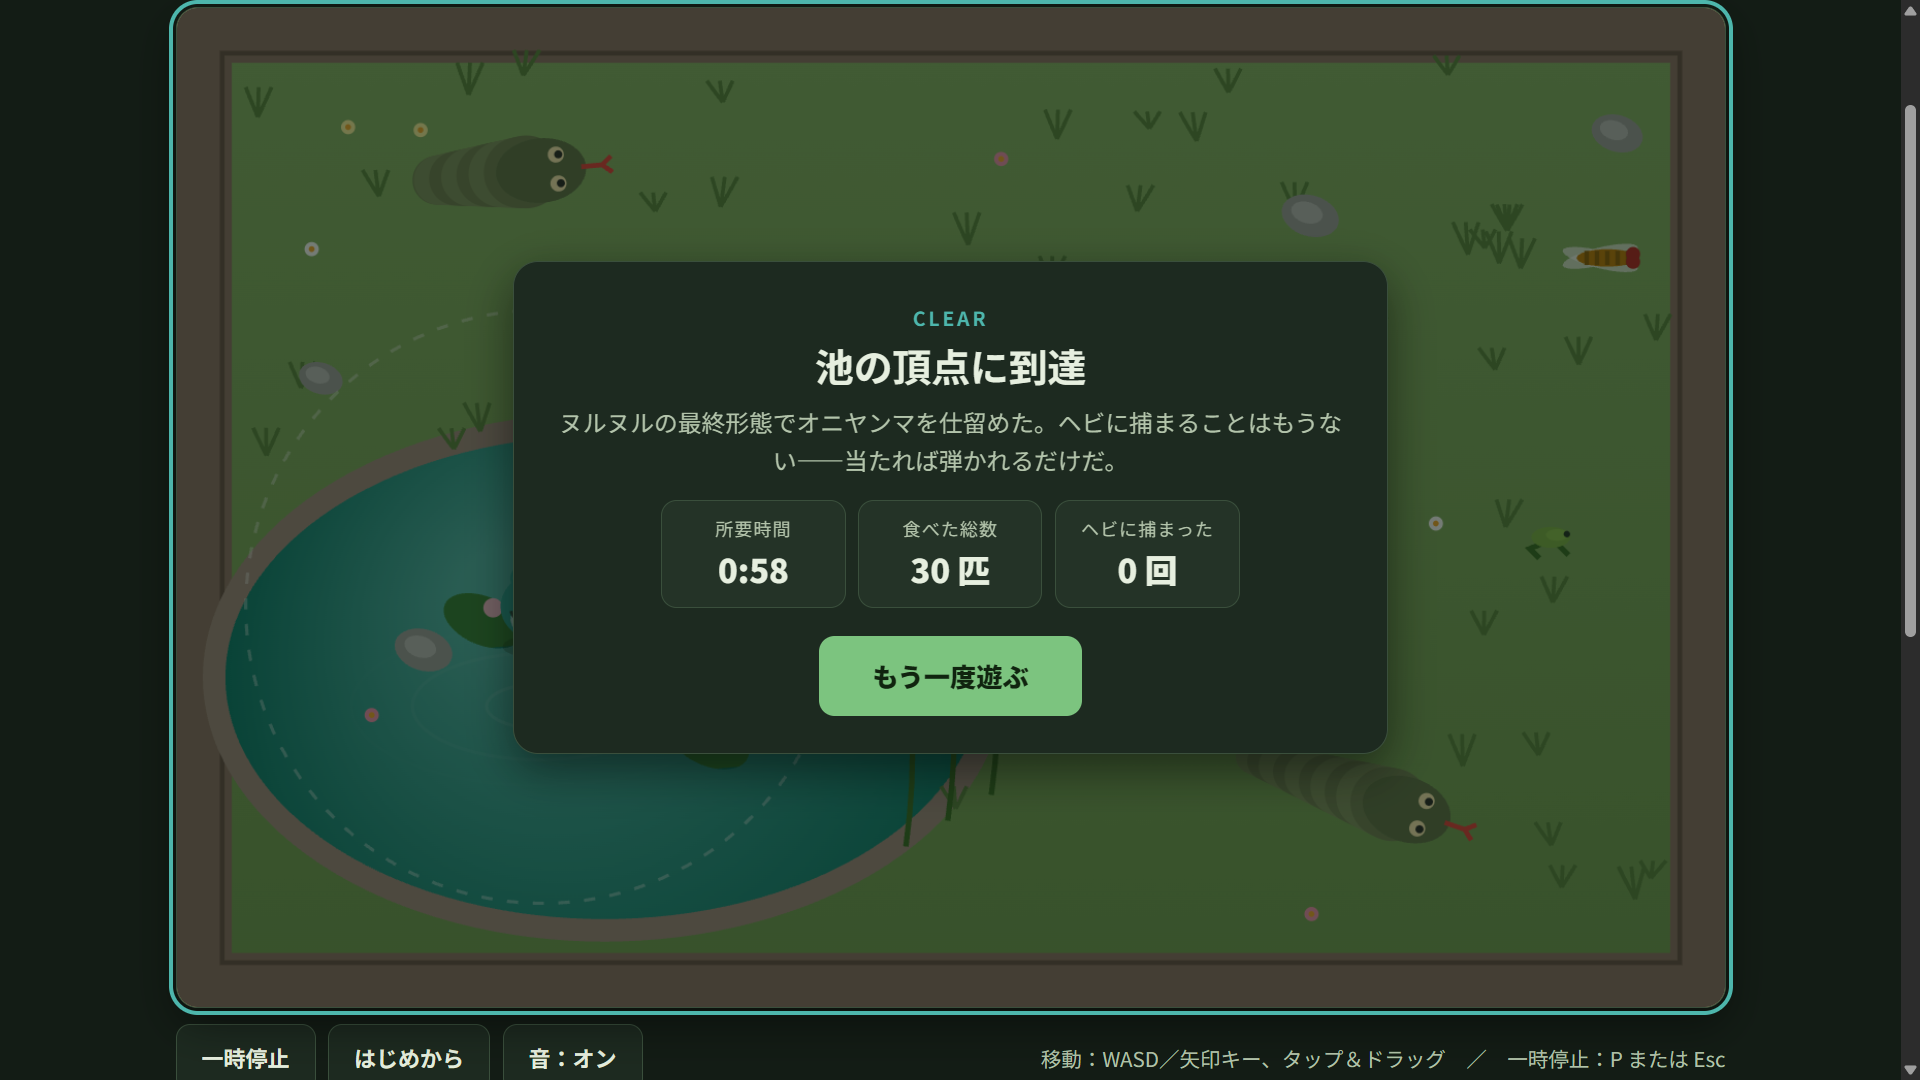 CLEAR
池の頂点に到達
ヌルヌルの最終形態でオニヤンマを仕留めた。ヘビに捕まることはもうな
い——当たれば弾かれるだけだ。
所要時間
0:58
食べた総数
30 匹
ヘビに捕まった
0 回
もう一度遊ぶ
一時停止
はじめから
音：オン
移動：WASD／矢印キー、タップ＆ドラッグ　／　一時停止：P または Esc